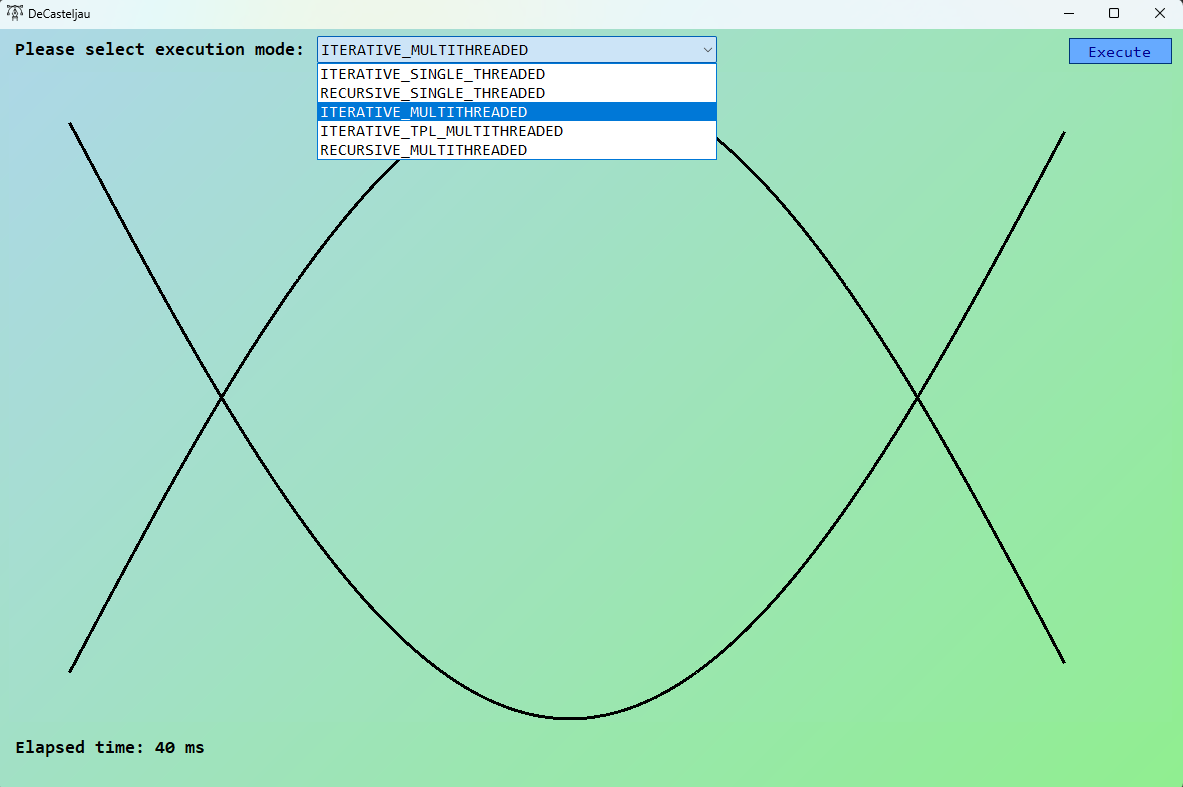 DeCasteljau
Please select execution mode: ITERATIVE_MULTITHREADED Execute
ITERATIVE_SINGLE_THREADED
RECURSIVE_SINGLE_THREADED
ITERATIVE_MULTITHREADED
ITERATIVE_TPL_MULTITHREADED
RECURSIVE_MULTITHREADED
Elapsed time: 40 ms